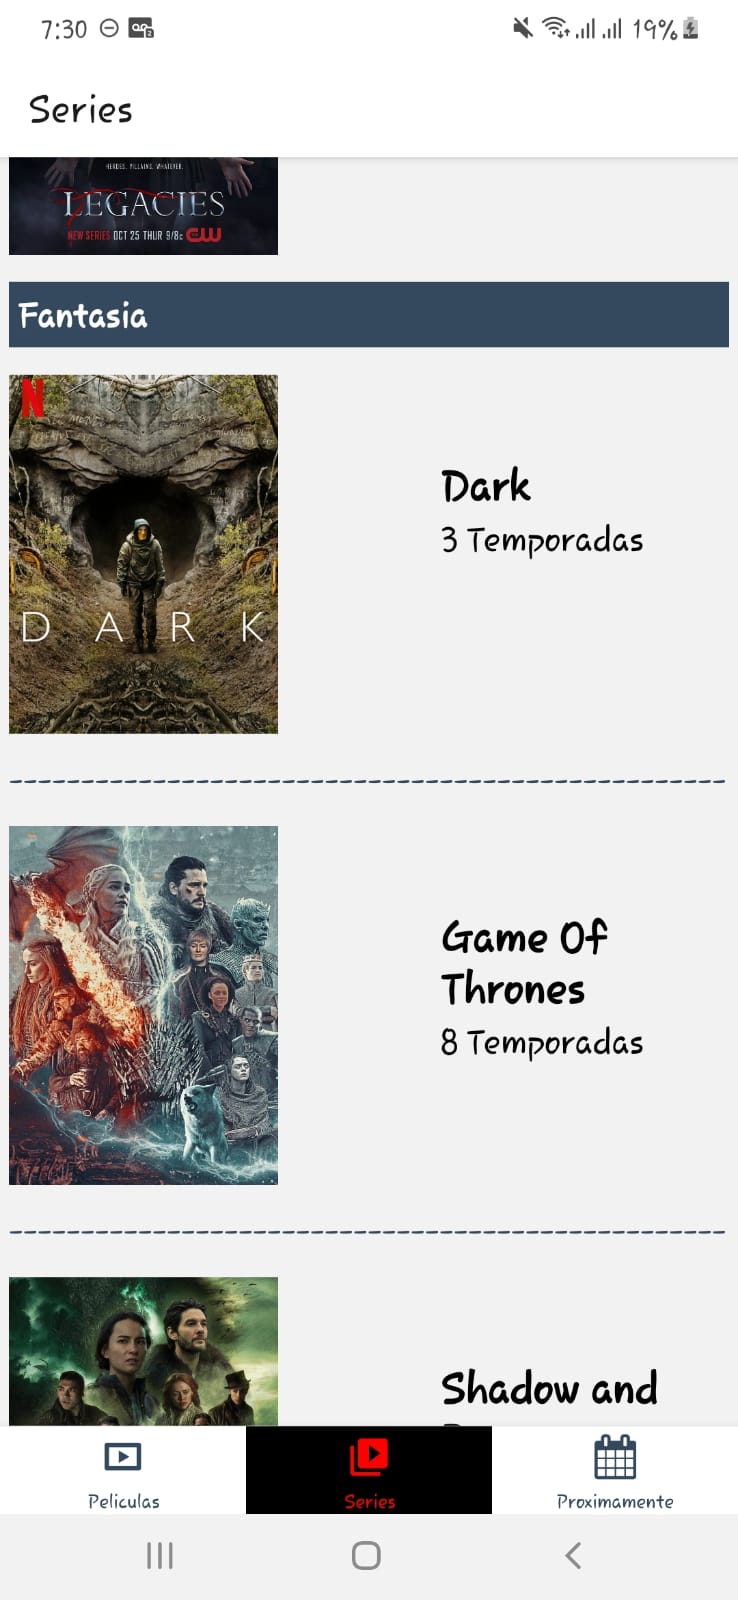 7:30
19%
Series
HEROES. VILLAINS. WHATEVER.
LEGACIES
NEW SERIES OCT 25 THUR 9/8c CW
Fantasia
N
DARK
Dark
3 Temporadas
Game Of
Thrones
8 Temporadas
Shadow and
Peliculas
Series
Proximamente